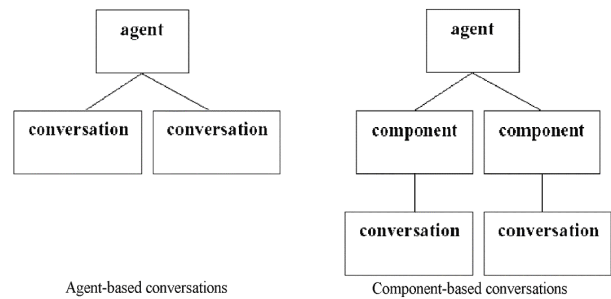 agent
conversation
conversation
Agent-based conversations
agent
component
component
conversation
conversation
Component-based conversations